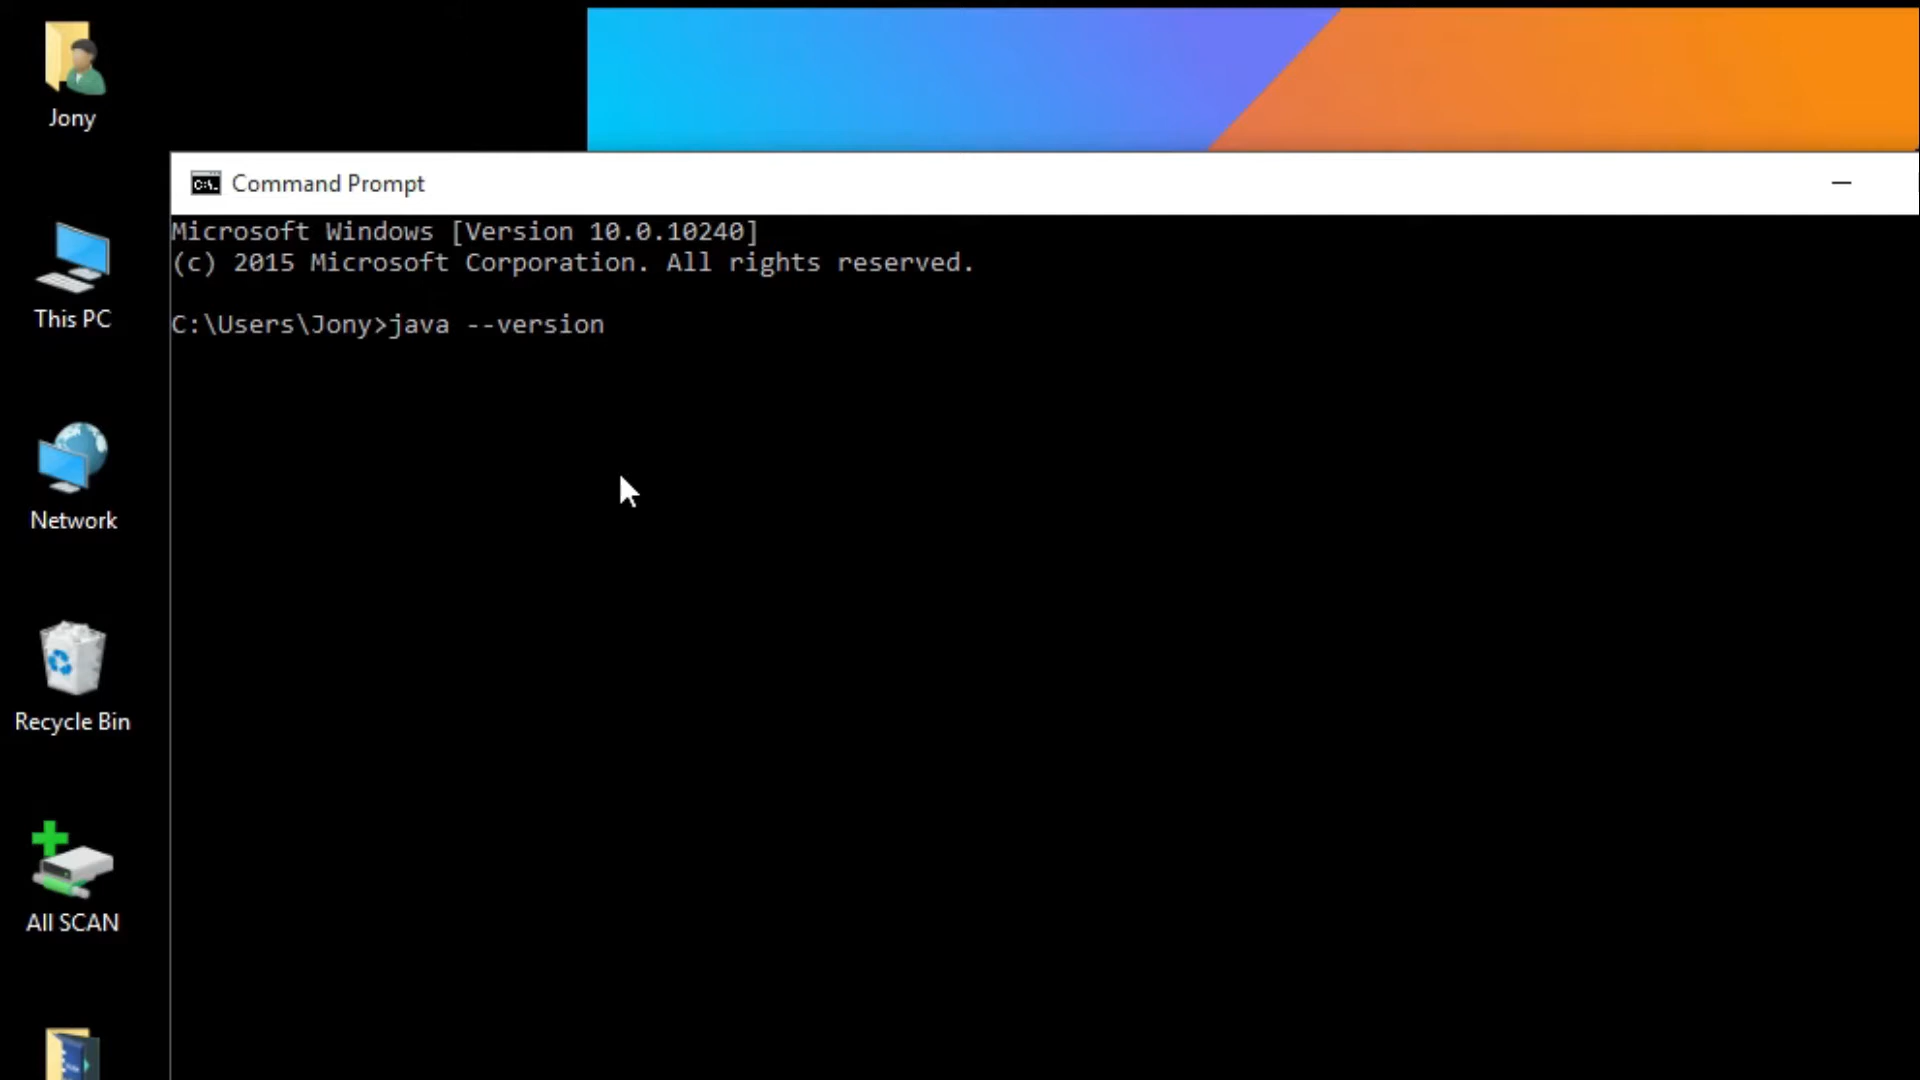 Jony
This PC
Network
Recycle Bin
All SCAN
Command Prompt
Microsoft Windows [Version 10.0.10240]
(c) 2015 Microsoft Corporation. All rights reserved.
C:\Users\Jony>java --version